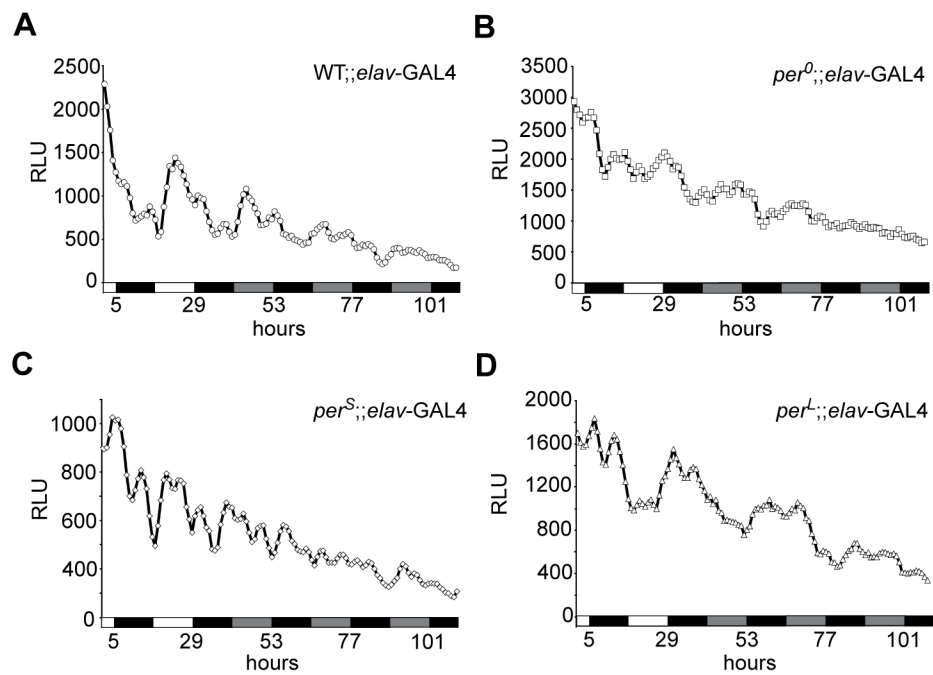 A
WT;;elav-GAL4
RLU
2500
2000
1500
1000
500
0
5 29 53 77 101
hours
B
per0;;elav-GAL4
RLU
3500
3000
2500
2000
1500
1000
500
0
5 29 53 77 101
hours
C
perS;;elav-GAL4
RLU
1000
800
600
400
0
5 29 53 77 101
hours
D
perL;;elav-GAL4
RLU
2000
1600
1200
800
400
0
5 29 53 77 101
hours